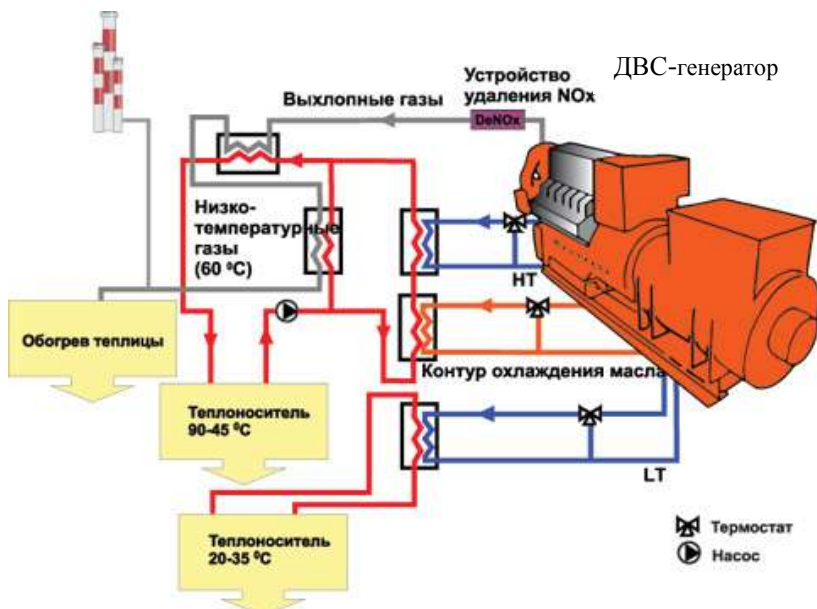 ДВС-генератор
Устройство
удаления NOx
Выхлопные газы
DeNOx
Низко-
температурные
газы
(60 ⁰C)
HT
Обогрев теплицы
Контур охлаждения масла
Теплоноситель
90-45 ⁰C
LT
Теплоноситель
20-35 ⁰C
Термостат
Насос